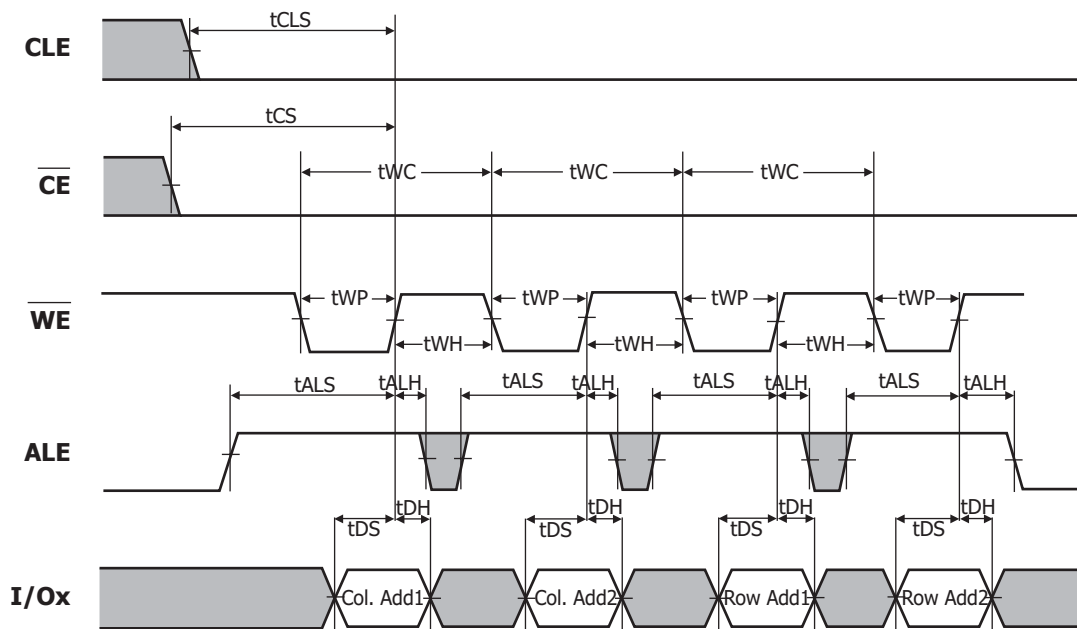 tCLS
CLE
tCS
CE
tWC tWC tWC
WE
tWP tWP tWP tWP
tWH tWH tWH
tALS tALH tALS tALH tALS tALH tALS tALH
ALE
tDS tDH tDS tDH tDS tDH tDS tDH
I/Ox
Col. Add1 Col. Add2 Row Add1 Row Add2